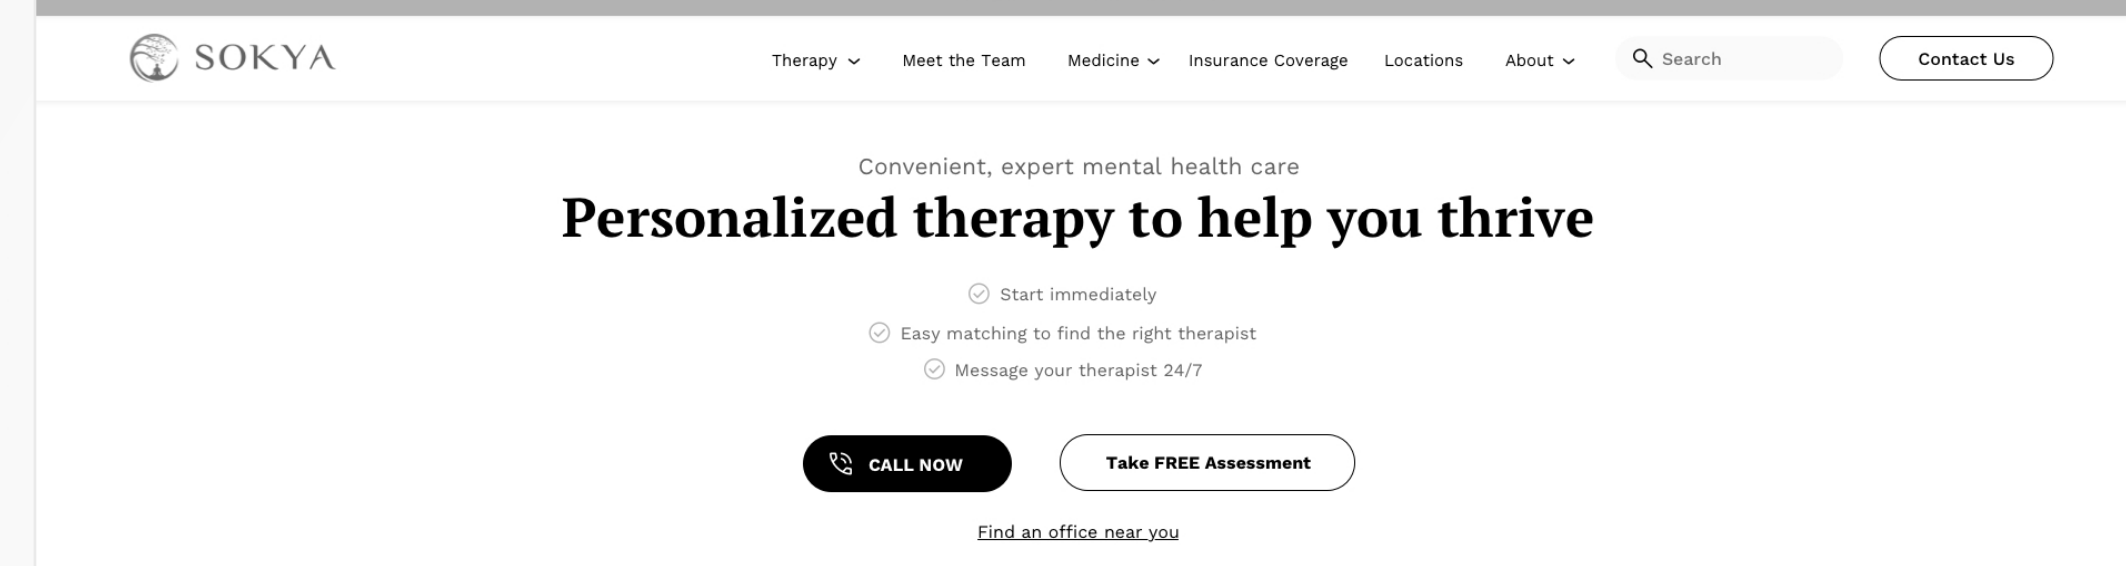 SOKYA
Therapy Meet the Team Medicine Insurance Coverage Locations About Search Contact Us
Convenient, expert mental health care
Personalized therapy to help you thrive
Start immediately
Easy matching to find the right therapist
Message your therapist 24/7
CALL NOW Take FREE Assessment
Find an office near you